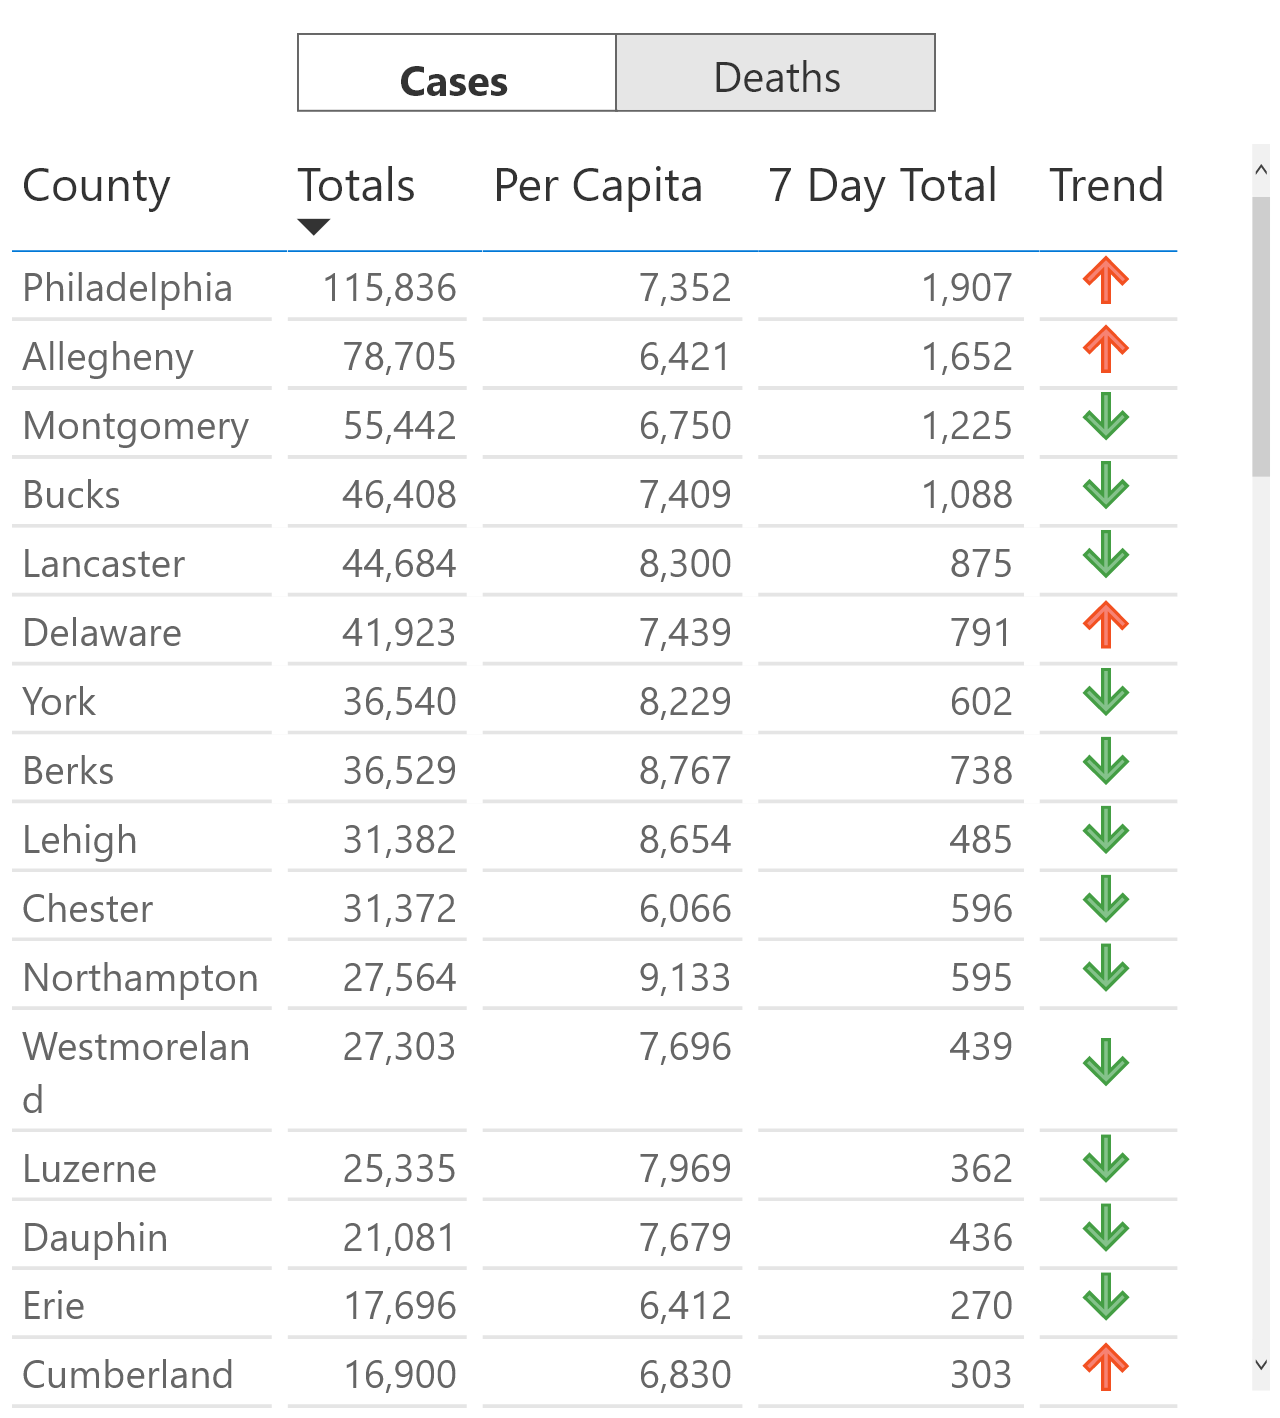 Cases Deaths
County Totals Per Capita 7 Day Total Trend
Philadelphia 115,836 7,352 1,907
Allegheny 78,705 6,421 1,652
Montgomery 55,442 6,750 1,225
Bucks 46,408 7,409 1,088
Lancaster 44,684 8,300 875
Delaware 41,923 7,439 791
York 36,540 8,229 602
Berks 36,529 8,767 738
Lehigh 31,382 8,654 485
Chester 31,372 6,066 596
Northampton 27,564 9,133 595
Westmorelan 27,303 7,696 439
d
Luzerne 25,335 7,969 362
Dauphin 21,081 7,679 436
Erie 17,696 6,412 270
Cumberland 16,900 6,830 303